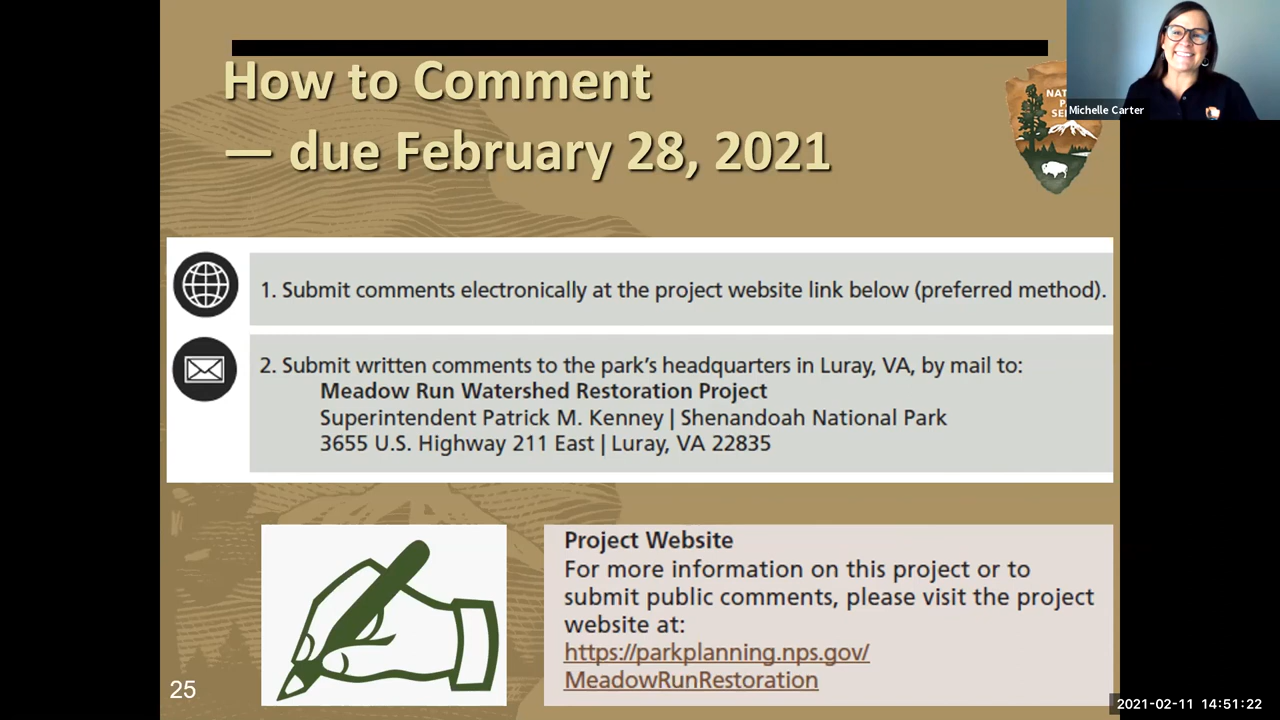 How to Comment
— due February 28, 2021
Michelle Carter
1. Submit comments electronically at the project website link below (preferred method).
2. Submit written comments to the park's headquarters in Luray, VA, by mail to:
Meadow Run Watershed Restoration Project
Superintendent Patrick M. Kenney | Shenandoah National Park
3655 U.S. Highway 211 East | Luray, VA 22835
Project Website
For more information on this project or to
submit public comments, please visit the project
website at:
https://parkplanning.nps.gov/
MeadowRunRestoration
25
2021-02-11 14:51:22